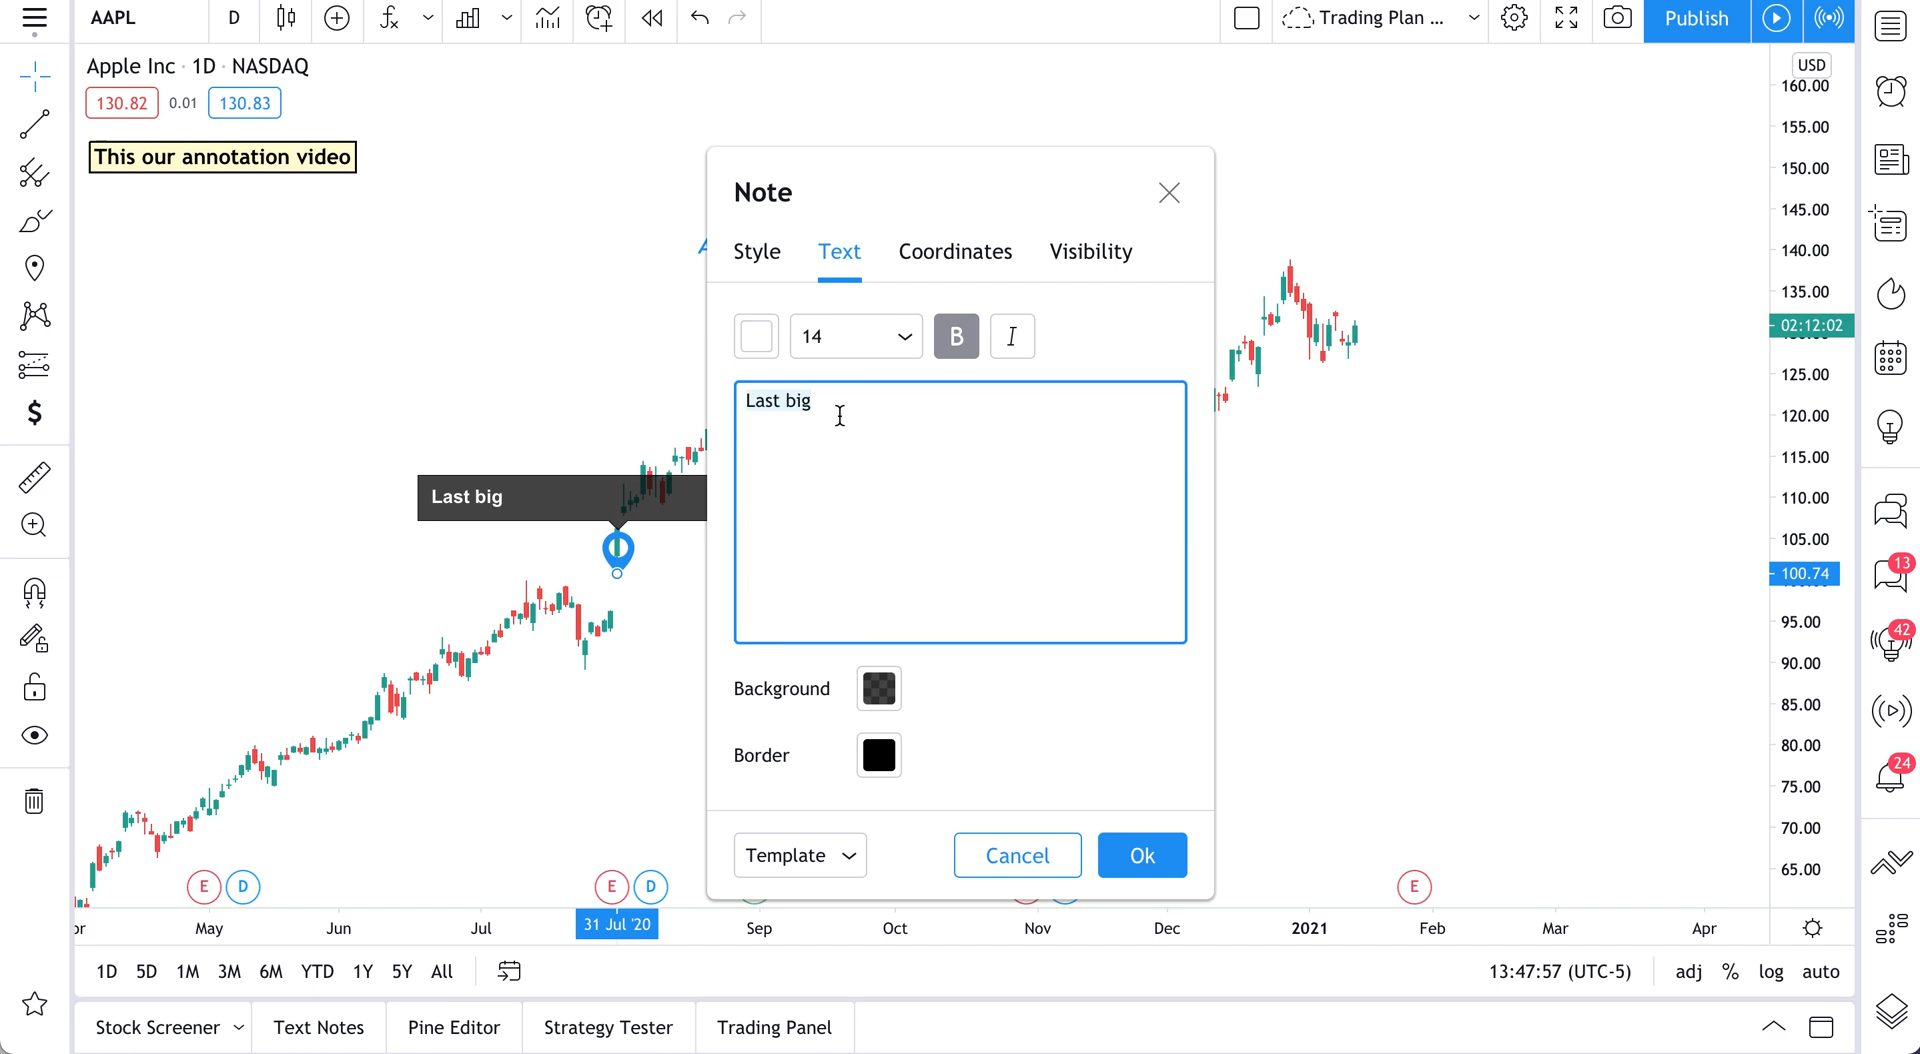 AAPL
D
Trading Plan ...
Publish
Apple Inc · 1D · NASDAQ
130.82 0.01 130.83
This our annotation video
Note
Style Text Coordinates Visibility
14
B
I
Last big
Last big
Background
Border
Template
Cancel
Ok
USD
160.00
155.00
150.00
145.00
140.00
135.00
02:12:02
125.00
120.00
115.00
110.00
105.00
100.74
95.00
90.00
85.00
80.00
75.00
70.00
65.00
13
42
24
E D E D E
May Jun Jul 31 Jul '20 Sep Oct Nov Dec 2021 Feb Mar Apr
1D 5D 1M 3M 6M YTD 1Y 5Y All
13:47:57 (UTC-5) adj % log auto
Stock Screener Text Notes Pine Editor Strategy Tester Trading Panel